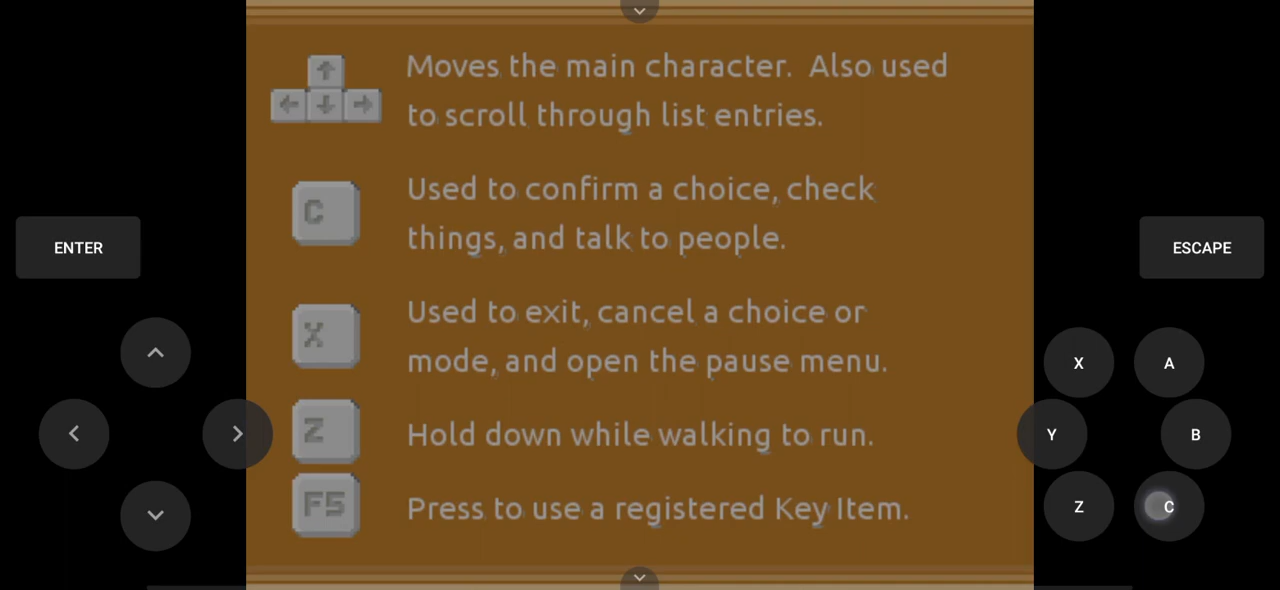 Moves the main character. Also used
to scroll through list entries.
C
Used to confirm a choice, check
things, and talk to people.
ENTER
ESCAPE
X
Used to exit, cancel a choice or
mode, and open the pause menu.
X
A
Z
Hold down while walking to run.
Y
B
F5
Press to use a registered Key Item.
Z
C